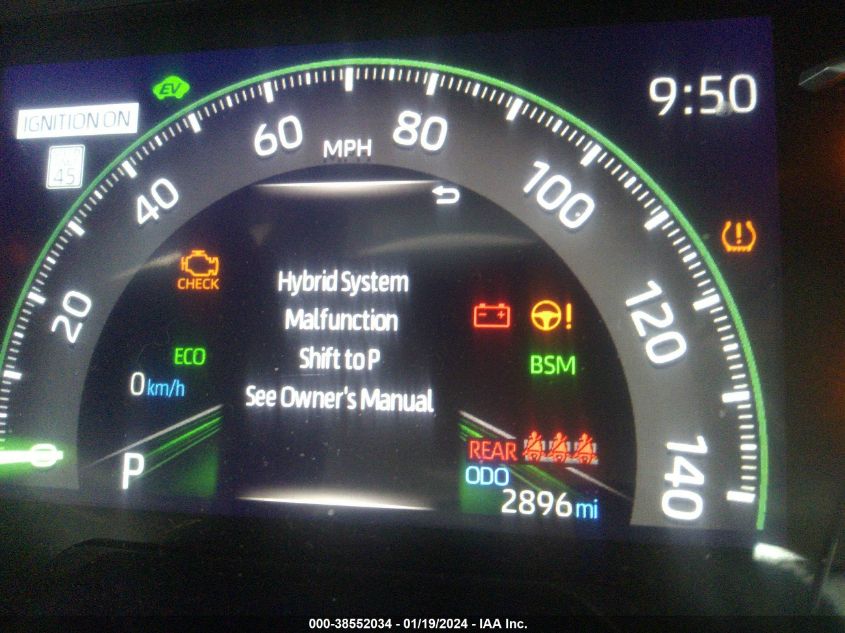 EV
9:50
IGNITION ON
45
60
MPH
80
40
100
CHECK
Hybrid System
Malfunction
Shift to P
See Owner's Manual
20
120
ECO
BSM
0 km/h
0
P
REAR
ODO
2896 mi
140
000-38552034 - 01/19/2024 - IAA Inc.